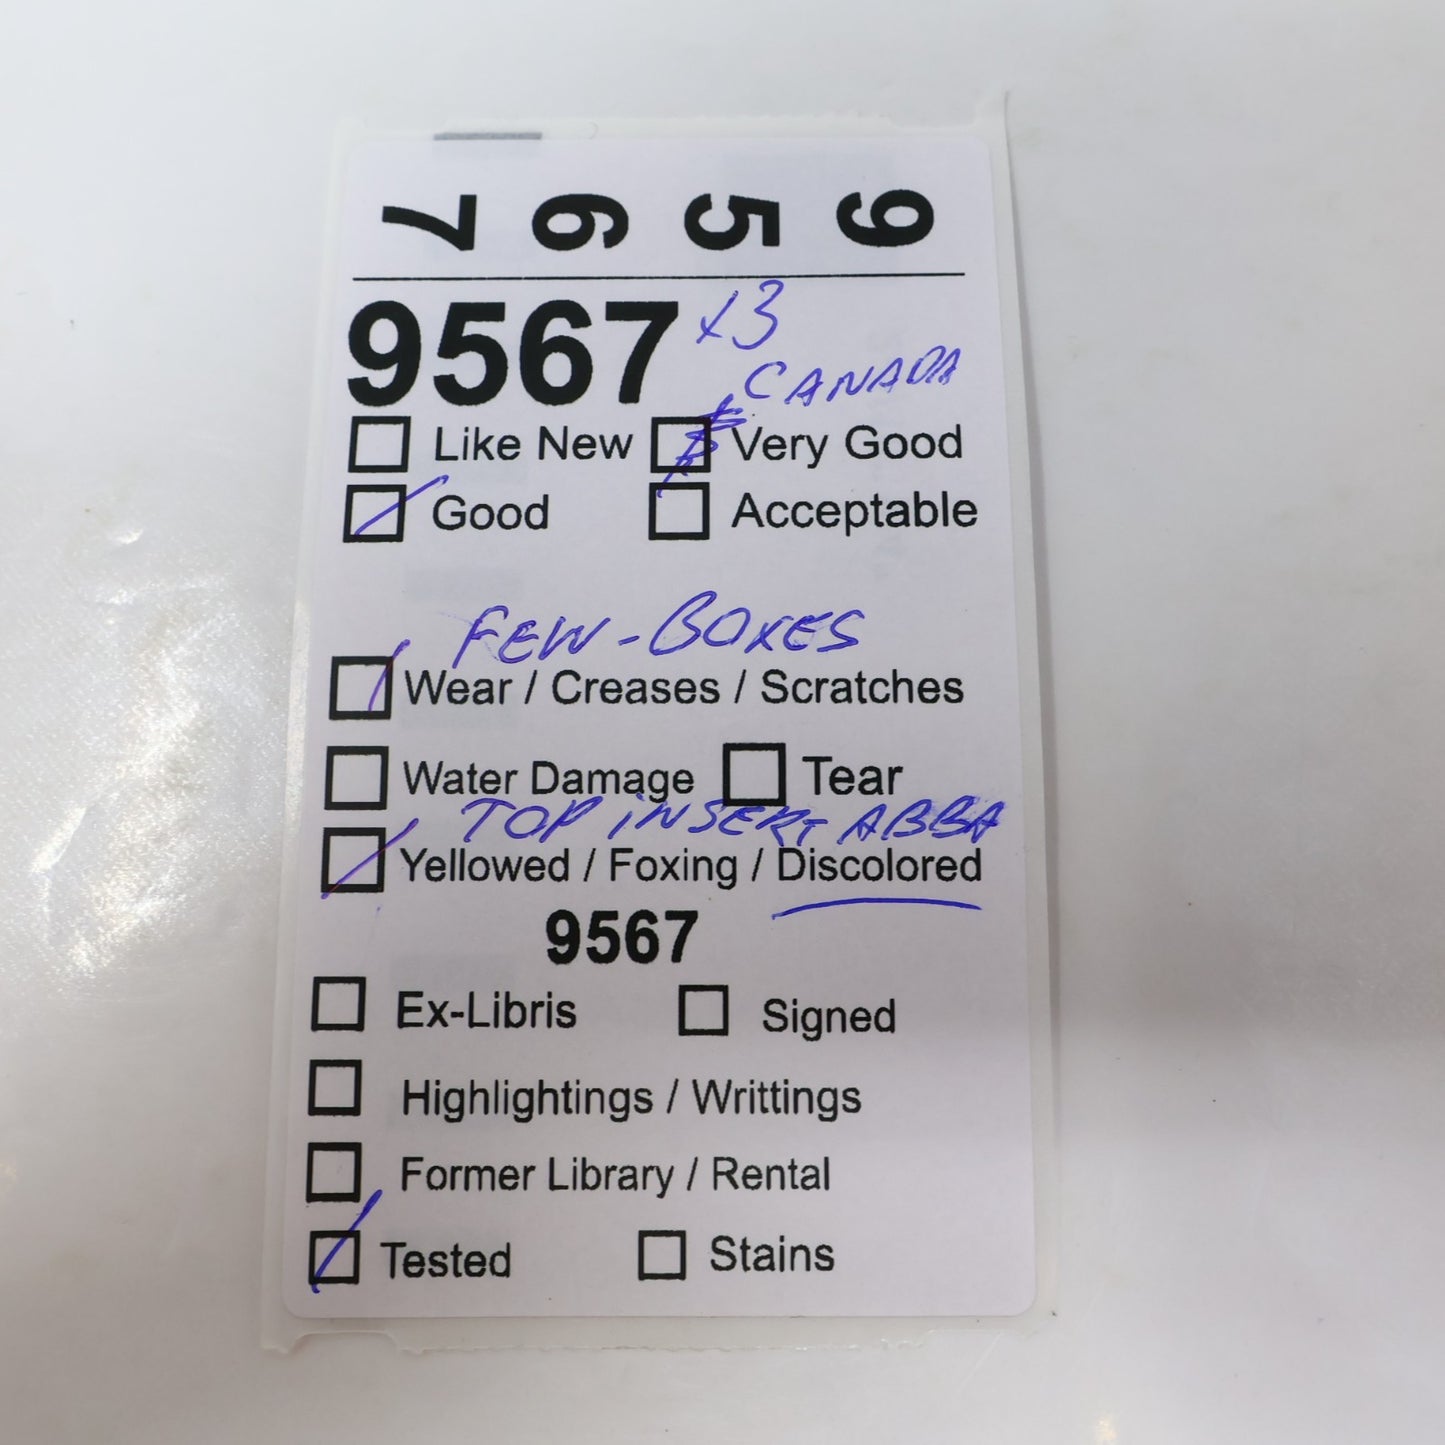 9 5 6 7
9567 x3
CANADA
Like New Very Good
Good Acceptable
FEW-BOXES
Wear / Creases / Scratches
Water Damage Tear
TOP INSERT ABBA
Yellowed / Foxing / Discolored
9567
Ex-Libris Signed
Highlightings / Writtings
Former Library / Rental
Tested Stains